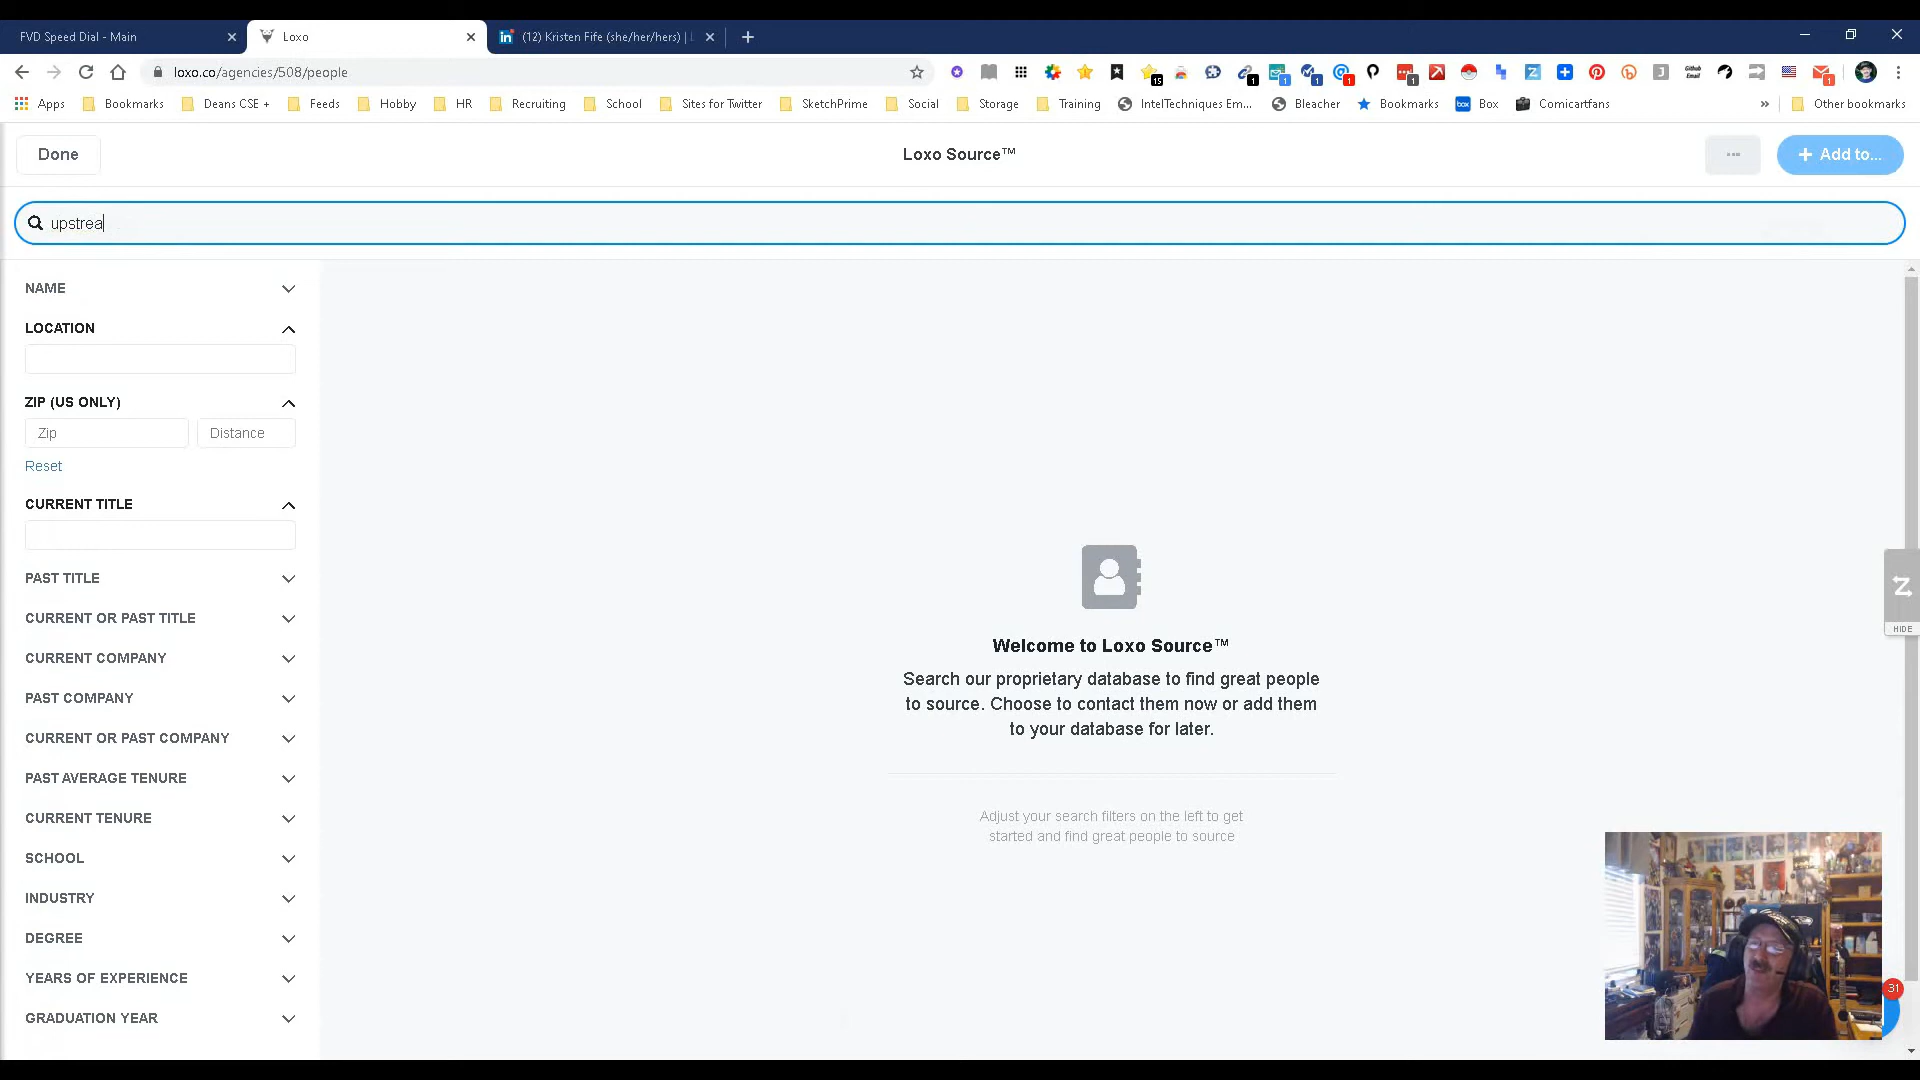 FVD Speed Dial - Main
Loxo
(12) Kristen Fife (she/her/hers) |
loxo.co/agencies/508/people
Apps
Bookmarks
Deans CSE +
Feeds
Hobby
HR
Recruiting
School
Sites for Twitter
SketchPrime
Social
Storage
Training
IntelTechniques Em...
Bleacher
Bookmarks
Box
Comicartfans
»
Other bookmarks
Done
Loxo Source™
...
+ Add to...
upstrea
NAME
LOCATION
ZIP (US ONLY)
Zip
Distance
Reset
CURRENT TITLE
PAST TITLE
CURRENT OR PAST TITLE
CURRENT COMPANY
PAST COMPANY
CURRENT OR PAST COMPANY
PAST AVERAGE TENURE
CURRENT TENURE
SCHOOL
INDUSTRY
DEGREE
YEARS OF EXPERIENCE
GRADUATION YEAR
Welcome to Loxo Source™
Search our proprietary database to find great people
to source. Choose to contact them now or add them
to your database for later.
Adjust your search filters on the left to get
started and find great people to source
HIDE
31